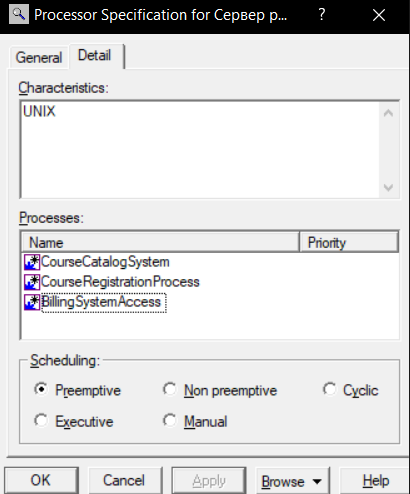 Processor Specification for Сервер р... ?
General Detail
Characteristics:
UNIX
Processes:
Name Priority
CourseCatalogSystem
CourseRegistrationProcess
BillingSystemAccess
Scheduling:
Preemptive Non preemptive Cyclic
Executive Manual
OK Cancel Apply Browse Help